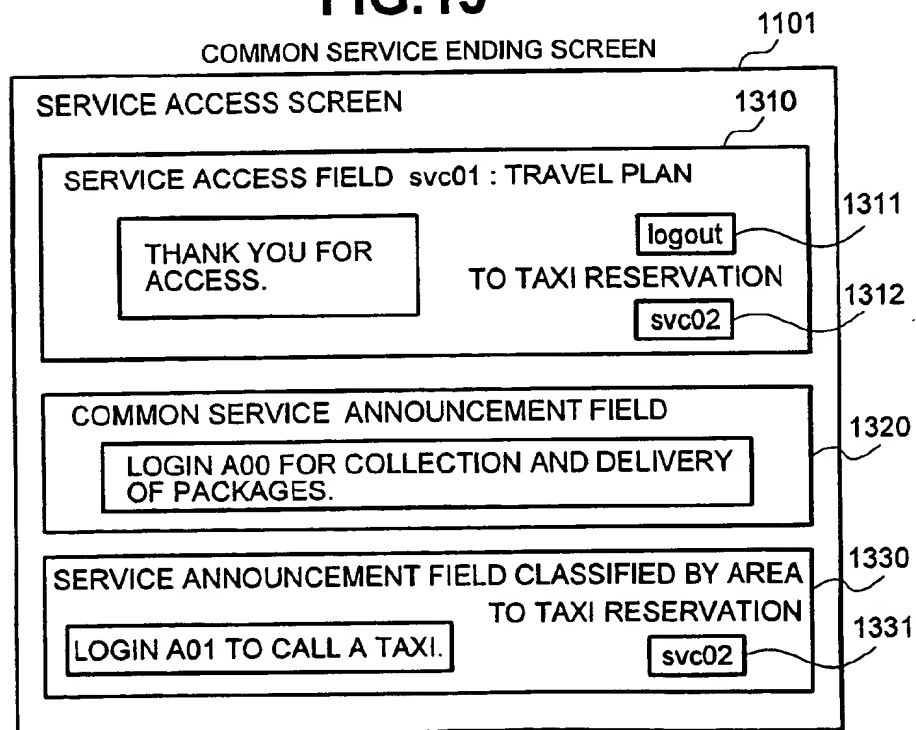 COMMON SERVICE ENDING SCREEN
1101
SERVICE ACCESS SCREEN
1310
SERVICE ACCESS FIELD svc01 : TRAVEL PLAN
1311
logout
THANK YOU FOR
ACCESS.
TO TAXI RESERVATION
1312
svc02
COMMON SERVICE ANNOUNCEMENT FIELD
1320
LOGIN A00 FOR COLLECTION AND DELIVERY
OF PACKAGES.
1330
SERVICE ANNOUNCEMENT FIELD CLASSIFIED BY AREA
TO TAXI RESERVATION
1331
LOGIN A01 TO CALL A TAXI.
svc02